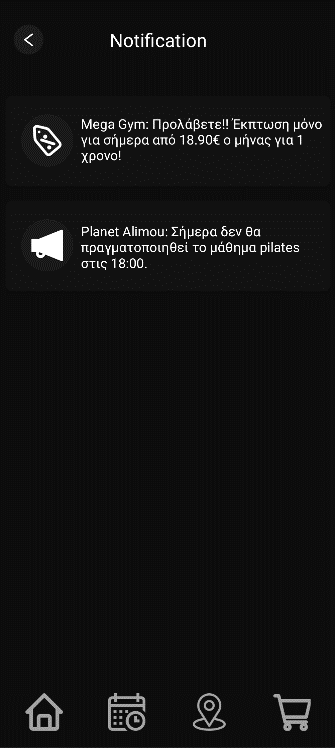 Notification
Mega Gym: Προλάβετε!! Έκπτωση μόνο
για σήμερα από 18.90€ ο μήνας για 1
χρονο!
Planet Alimou: Σήμερα δεν θα
πραγματοποιηθεί το μάθημα pilates
στις 18:00.